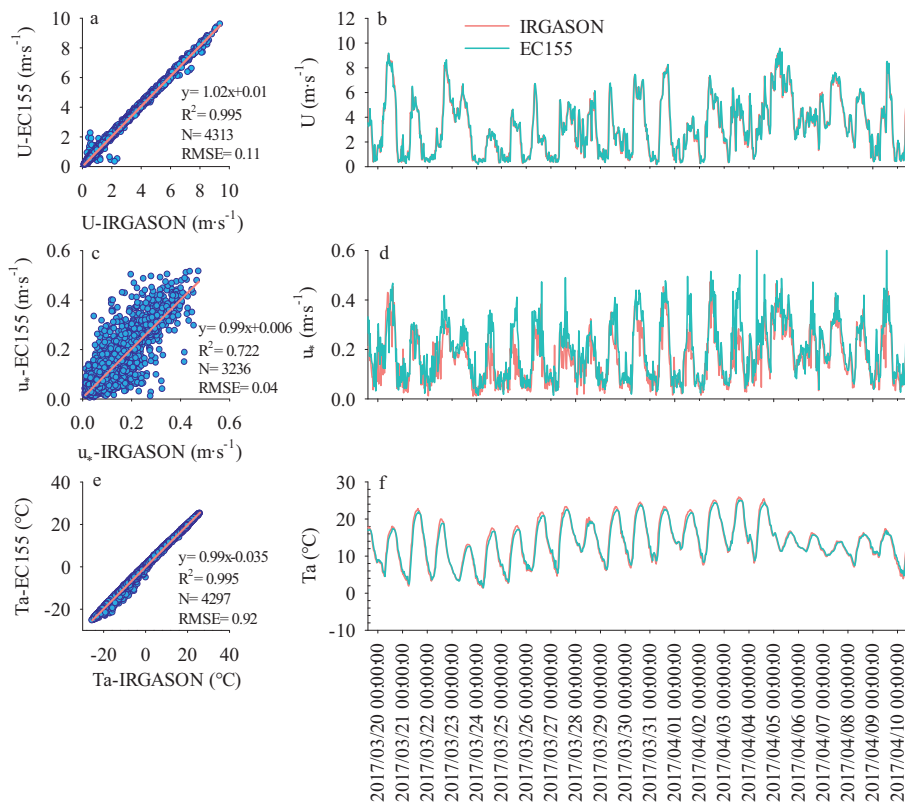 a
U-EC155 (m·s⁻¹)
10
8
6
4
2
0
y= 1.02x+0.01
R² = 0.995
N= 4313
RMSE= 0.11
0 2 4 6 8 10
U-IRGASON (m·s⁻¹)
b
IRGASON
EC155
U (m·s⁻¹)
12
10
8
6
4
2
0
c
u*-EC155 (m·s⁻¹)
0.6
0.4
0.2
0.0
y= 0.99x+0.006
R² = 0.722
N= 3236
RMSE= 0.04
0.0 0.2 0.4 0.6
u*-IRGASON (m·s⁻¹)
d
u* (m·s⁻¹)
0.6
0.4
0.2
0.0
e
Ta-EC155 (°C)
40
20
0
-20
y= 0.99x-0.035
R² = 0.995
N= 4297
RMSE= 0.92
-20 0 20 40
Ta-IRGASON (°C)
f
Ta (°C)
30
20
10
0
-10
2017/03/20 00:00:00
2017/03/21 00:00:00
2017/03/22 00:00:00
2017/03/23 00:00:00
2017/03/24 00:00:00
2017/03/25 00:00:00
2017/03/26 00:00:00
2017/03/27 00:00:00
2017/03/28 00:00:00
2017/03/29 00:00:00
2017/03/30 00:00:00
2017/03/31 00:00:00
2017/04/01 00:00:00
2017/04/02 00:00:00
2017/04/03 00:00:00
2017/04/04 00:00:00
2017/04/05 00:00:00
2017/04/06 00:00:00
2017/04/07 00:00:00
2017/04/08 00:00:00
2017/04/09 00:00:00
2017/04/10 00:00:00